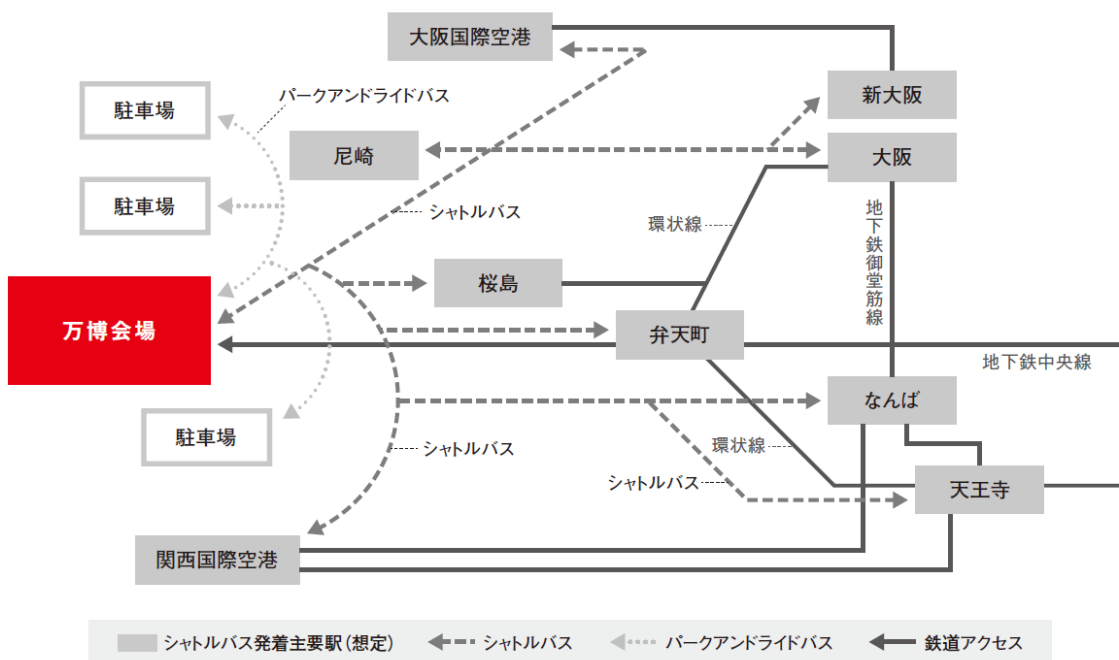 大阪国際空港
駐車場
パークアンドライドバス
新大阪
尼崎
大阪
駐車場
シャトルバス
環状線
地下鉄御堂筋線
桜島
万博会場
弁天町
地下鉄中央線
なんば
駐車場
シャトルバス
環状線
シャトルバス
天王寺
関西国際空港
シャトルバス発着主要駅(想定)
シャトルバス
パークアンドライドバス
鉄道アクセス